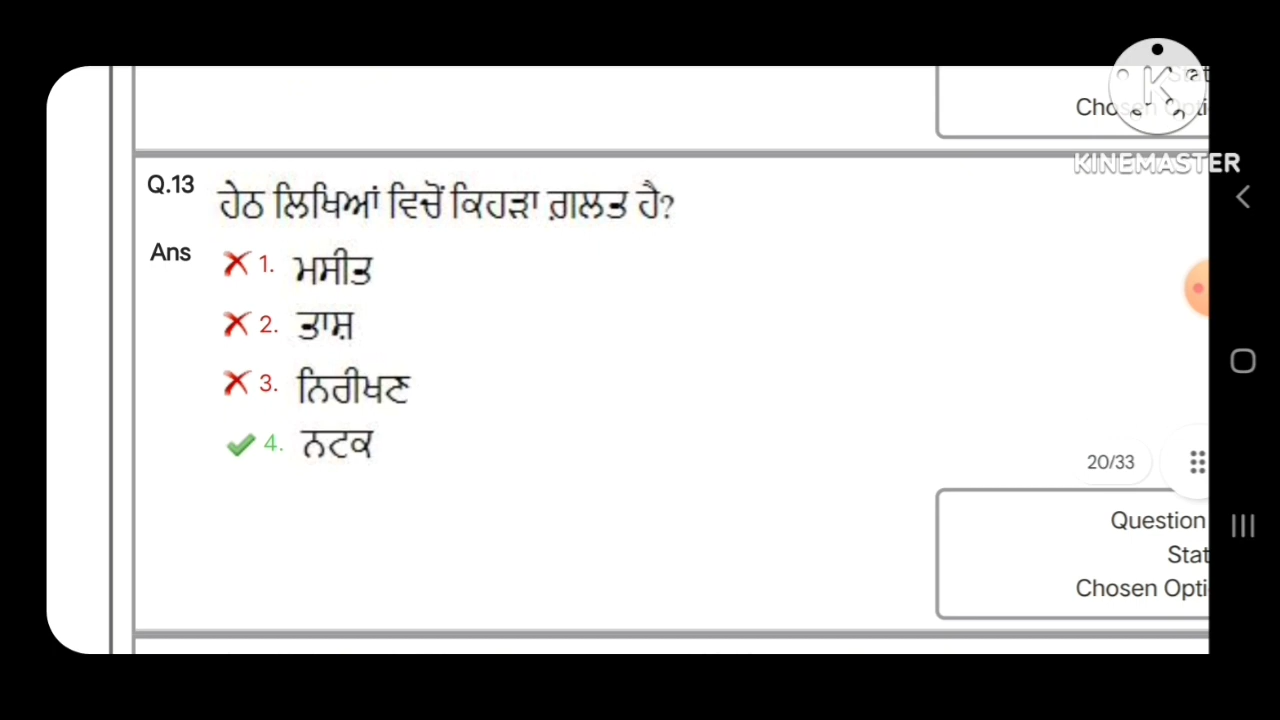 Chosen Opti
KINEMASTER
Q.13 ਹੇਠ ਲਿਖਿਆਂ ਵਿਚੋਂ ਕਿਹੜਾ ਗ਼ਲਤ ਹੈ?
Ans 1. ਮਸੀਤ
2. ਤਾਸ਼
3. ਨਿਰੀਖਣ
4. ਨਟਕ
20/33
Question
Stat
Chosen Opti